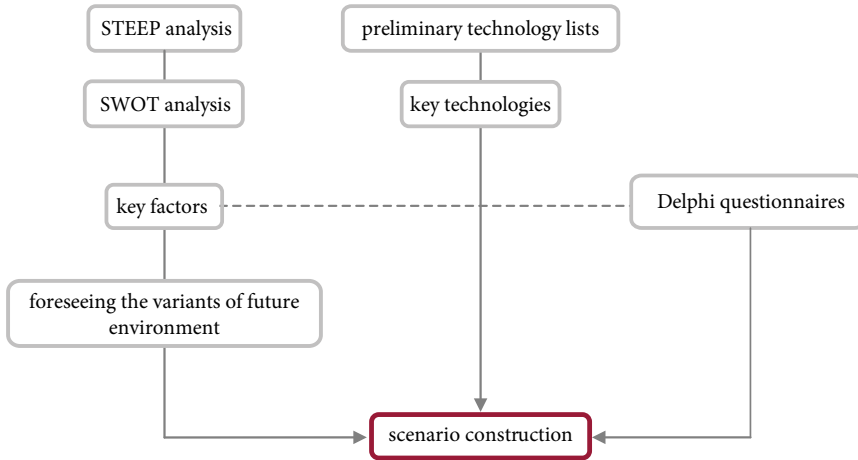 STEEP analysis
preliminary technology lists
SWOT analysis
key technologies
key factors
Delphi questionnaires
foreseeing the variants of future
environment
scenario construction